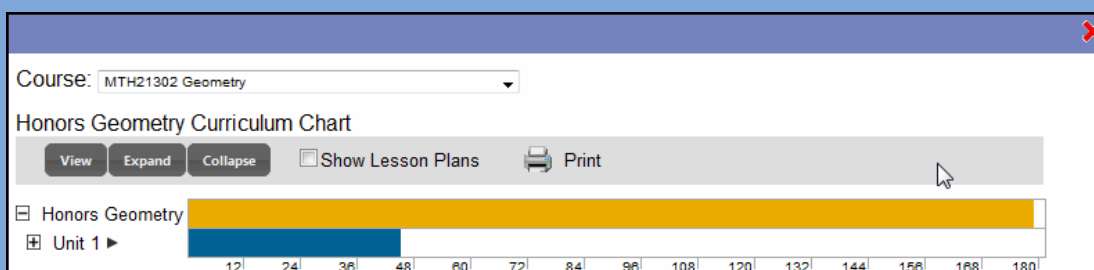 Course: MTH21302 Geometry
Honors Geometry Curriculum Chart
View Expand Collapse Show Lesson Plans Print
Honors Geometry
Unit 1
12 24 36 48 60 72 84 96 108 120 132 144 156 168 180